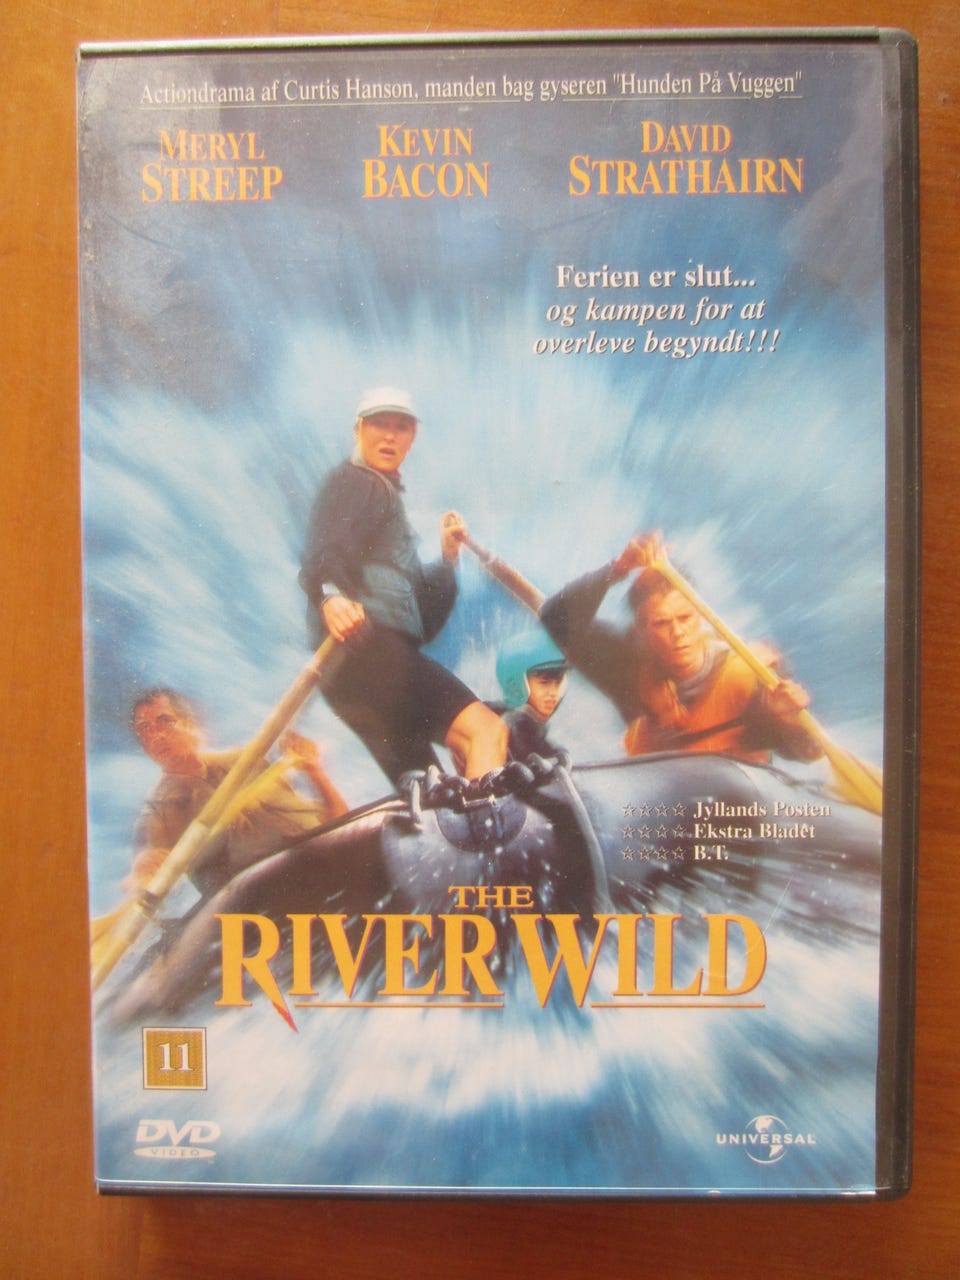 Actiondrama af Curtis Hanson, manden bag gyseren "Hunden På Vuggen"
MERYL STREEP
KEVIN BACON
DAVID STRATHAIRN
Ferien er slut...
og kampen for at
overleve begyndt!!!
☆☆☆☆ Jyllands Posten
☆☆☆☆ Ekstra Bladet
☆☆☆☆ B.T.
THE
RIVER WILD
11
DVD
VIDEO
UNIVERSAL